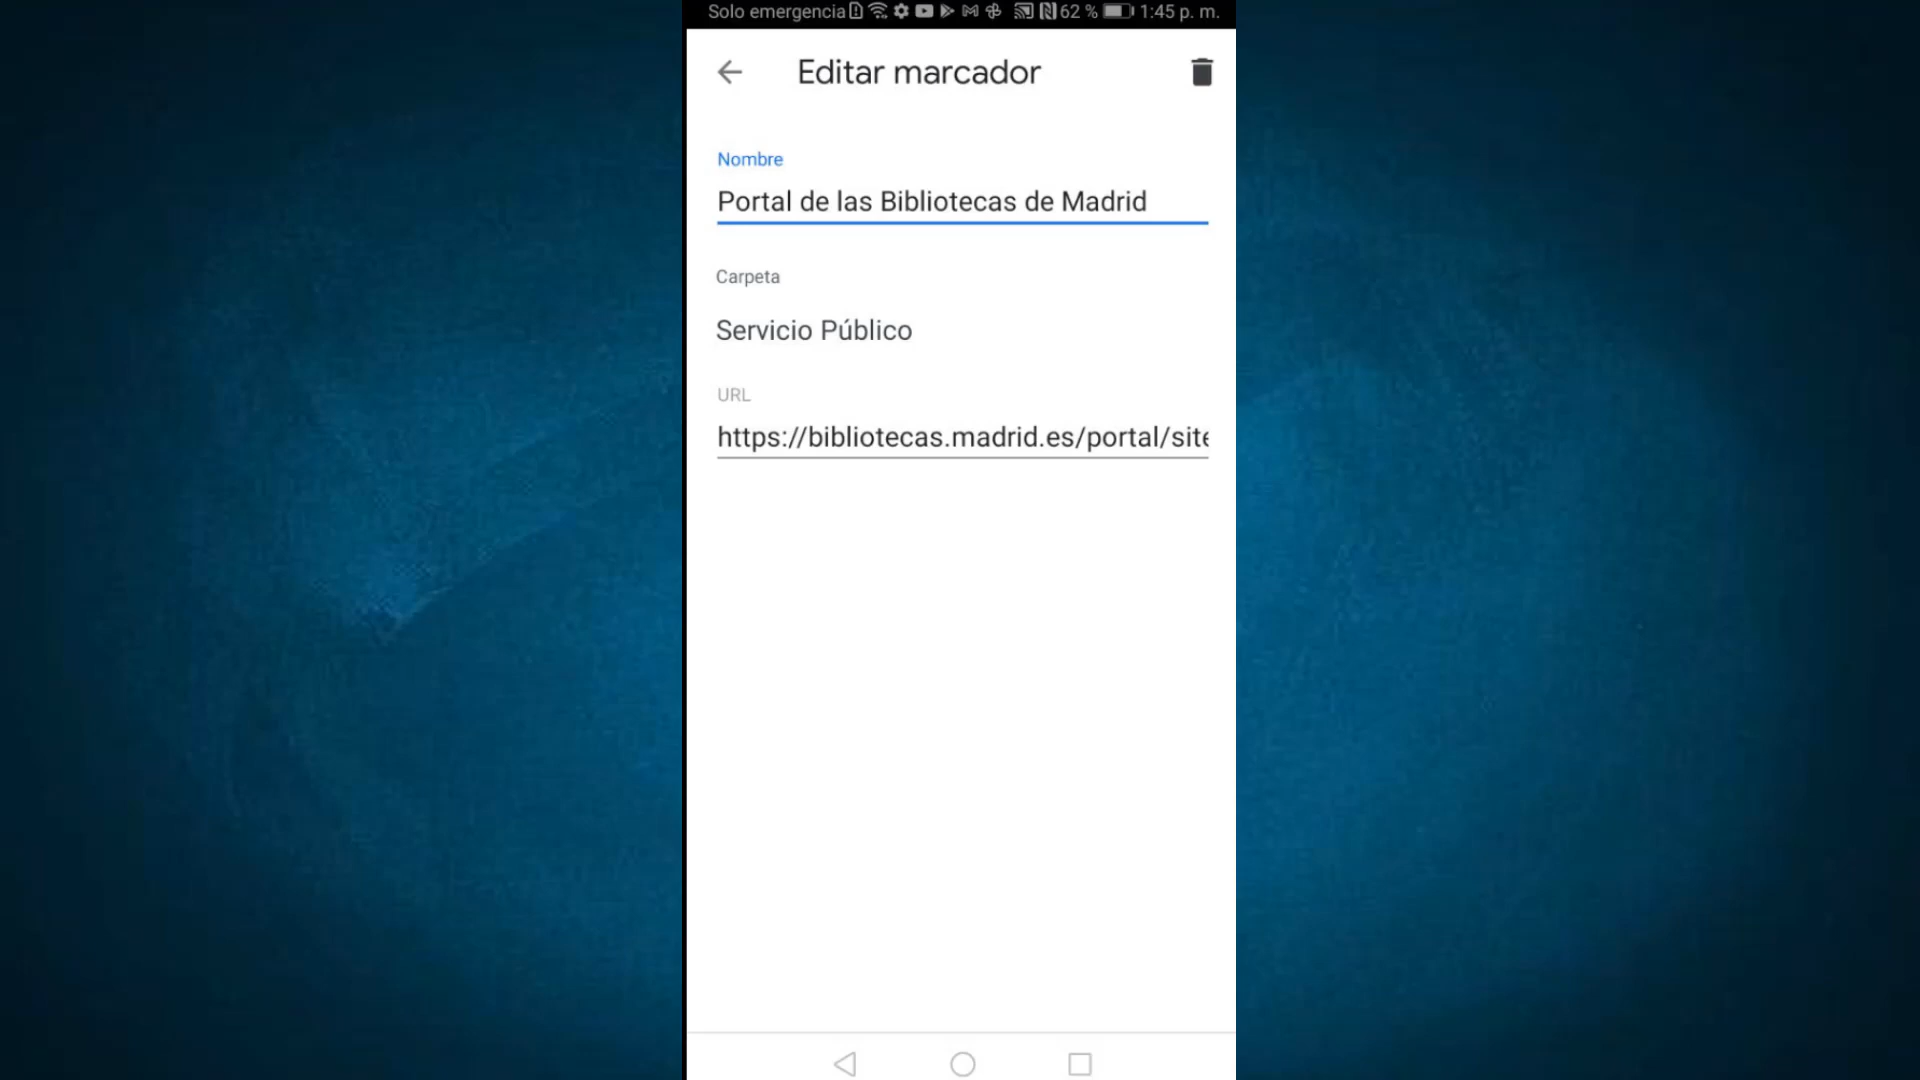 Solo emergencia 62 % 1:45 p. m.
Editar marcador
Nombre
Portal de las Bibliotecas de Madrid
Carpeta
Servicio Público
URL
https://bibliotecas.madrid.es/portal/site